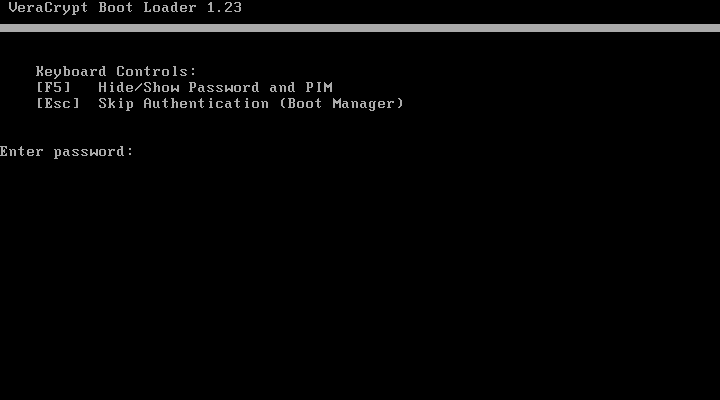 VeraCrypt Boot Loader 1.23
Keyboard Controls:
[F5]   Hide/Show Password and PIM
[Esc]  Skip Authentication (Boot Manager)
Enter password: